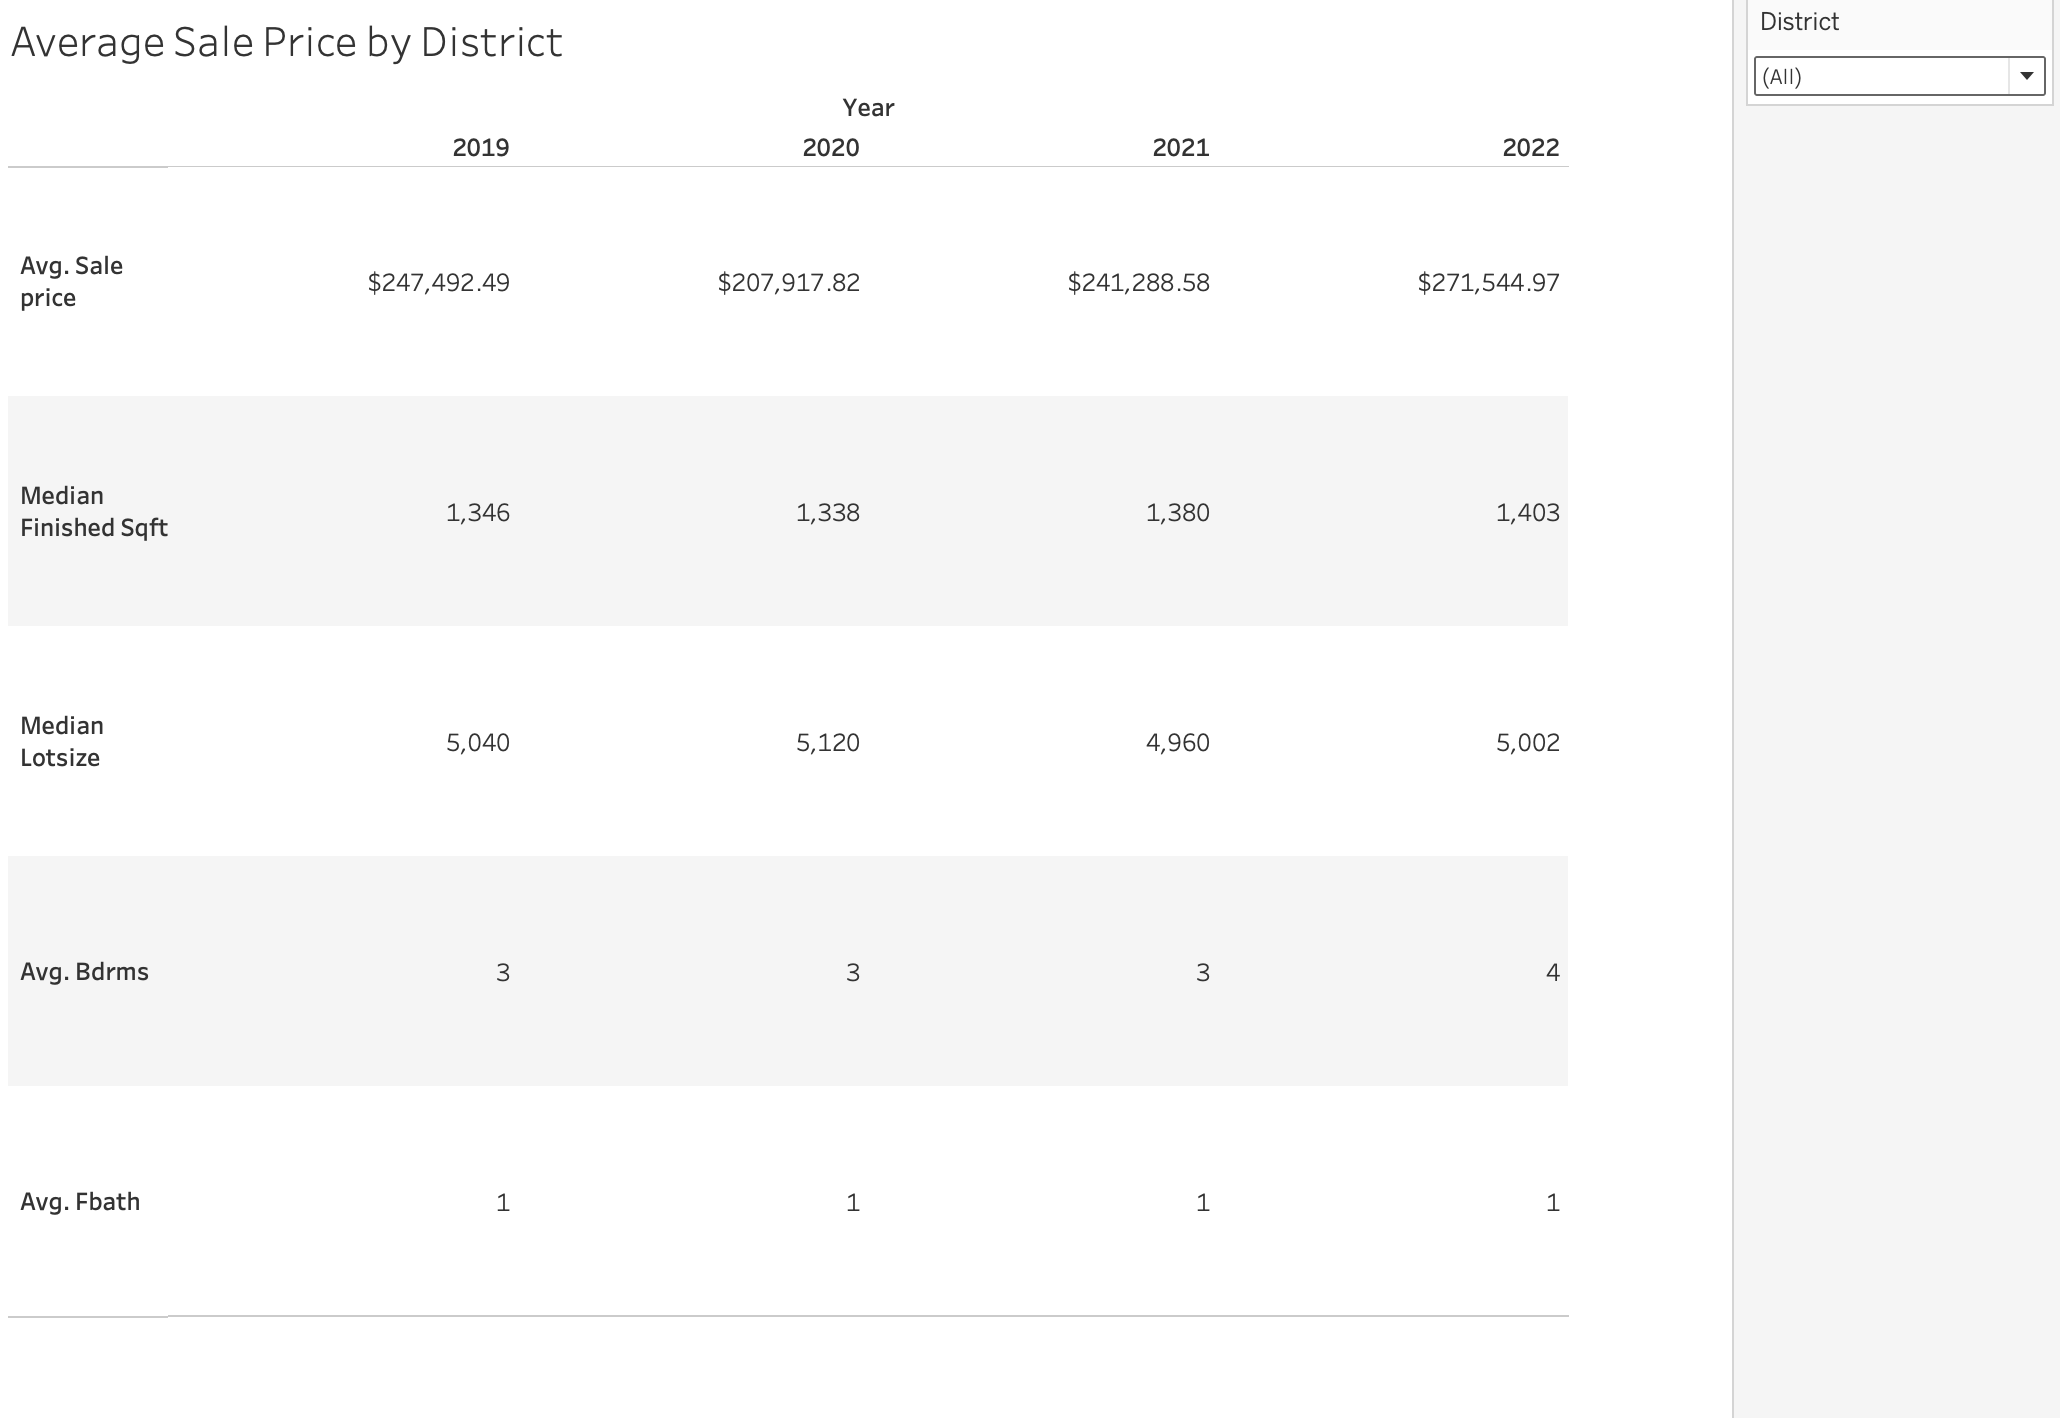 Average Sale Price by District
District
(All)
Year
2019 2020 2021 2022
Avg. Sale
price
$247,492.49 $207,917.82 $241,288.58 $271,544.97
Median
Finished Sqft
1,346 1,338 1,380 1,403
Median
Lotsize
5,040 5,120 4,960 5,002
Avg. Bdrms 3 3 3 4
Avg. Fbath 1 1 1 1